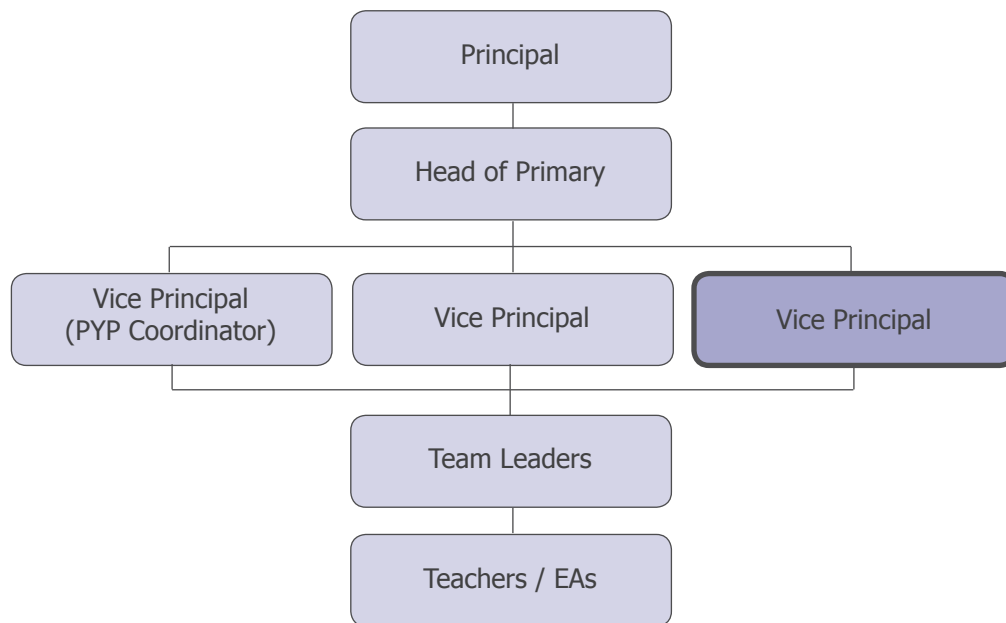 Principal
Head of Primary
Vice Principal
(PYP Coordinator)
Vice Principal
Vice Principal
Team Leaders
Teachers / EAs